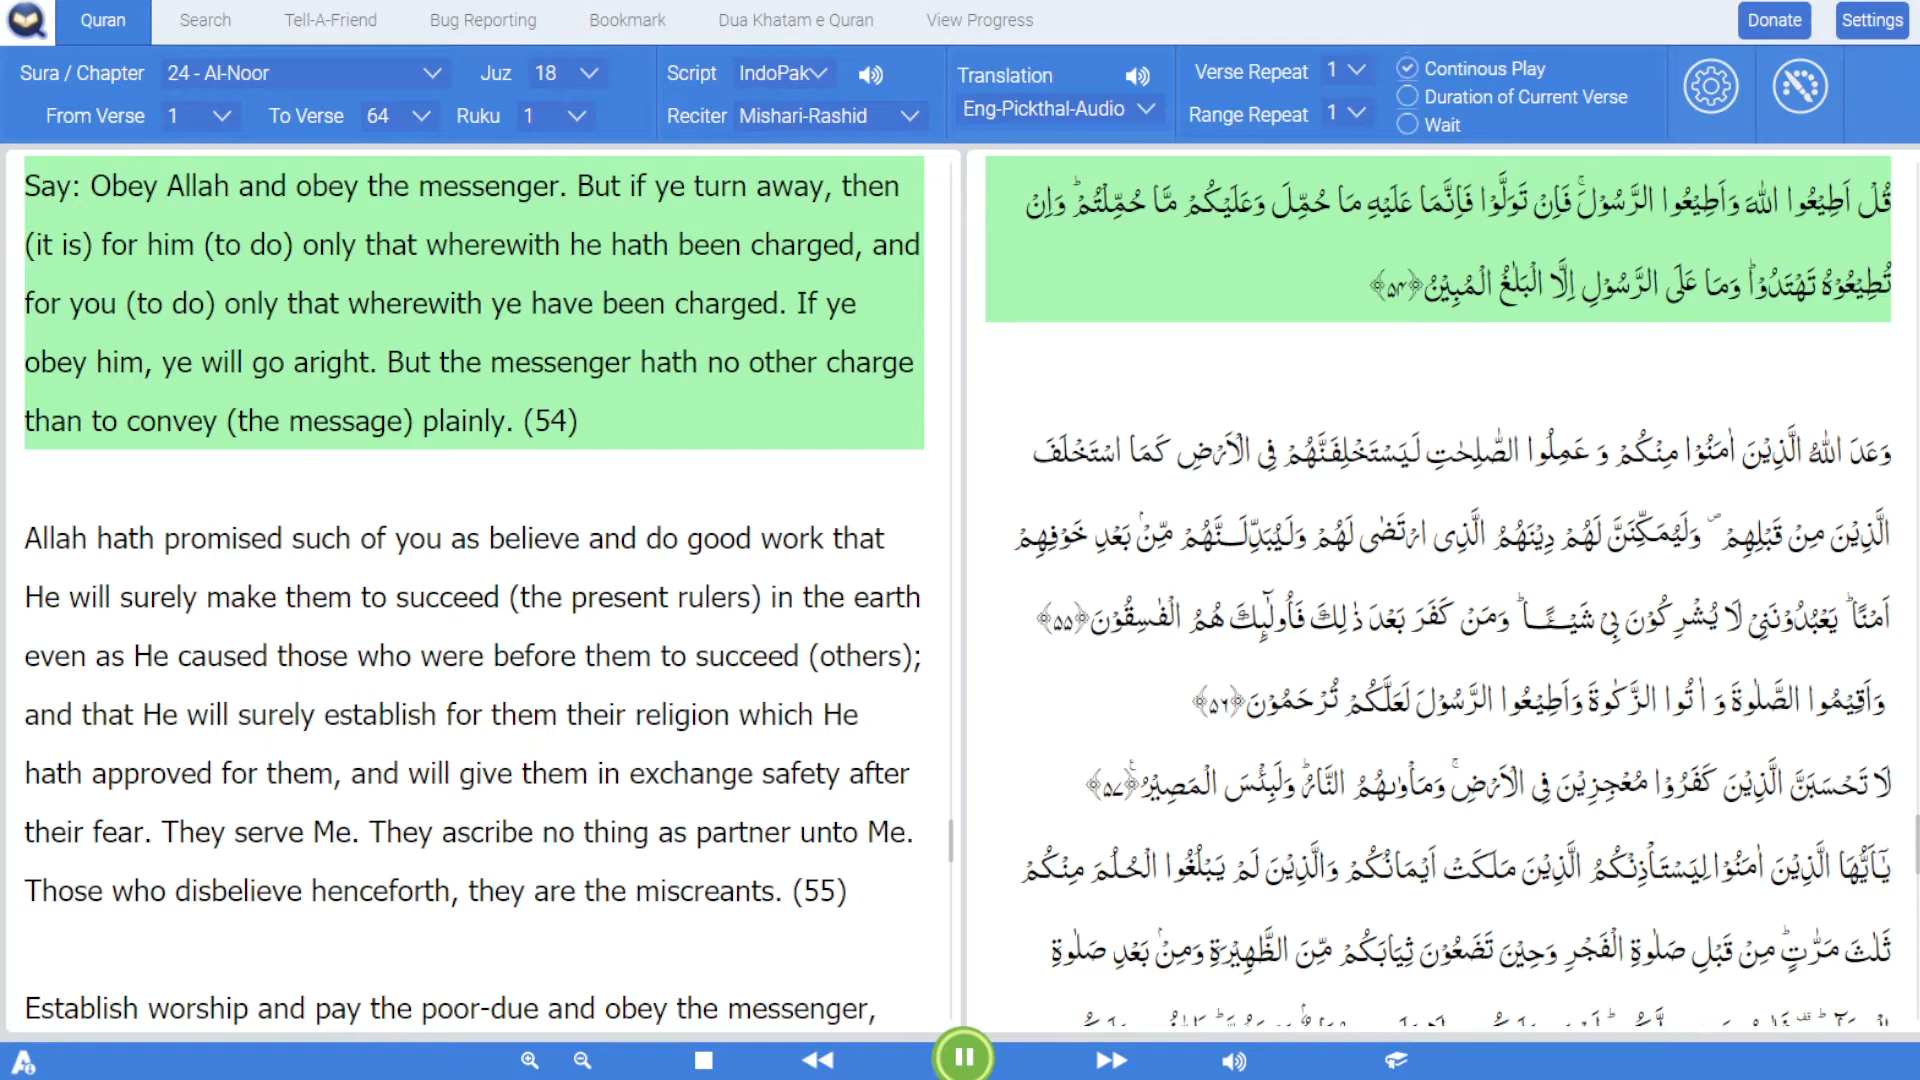 Quran Search Tell-A-Friend Bug Reporting Bookmark Dua Khatam e Quran View Progress Donate Settings
Sura / Chapter 24 - Al-Noor Juz 18 Script IndoPak Translation Verse Repeat 1 Continous Play
From Verse 1 To Verse 64 Ruku 1 Reciter Mishari-Rashid Eng-Pickthal-Audio Range Repeat 1 Duration of Current Verse
Wait
Say: Obey Allah and obey the messenger. But if ye turn away, then
(it is) for him (to do) only that wherewith he hath been charged, and
for you (to do) only that wherewith ye have been charged. If ye
obey him, ye will go aright. But the messenger hath no other charge
than to convey (the message) plainly. (54)
Allah hath promised such of you as believe and do good work that
He will surely make them to succeed (the present rulers) in the earth
even as He caused those who were before them to succeed (others);
and that He will surely establish for them their religion which He
hath approved for them, and will give them in exchange safety after
their fear. They serve Me. They ascribe no thing as partner unto Me.
Those who disbelieve henceforth, they are the miscreants. (55)
Establish worship and pay the poor-due and obey the messenger,
قُلْ اَطِيْعُوا اللّٰهَ وَاَطِيْعُوا الرَّسُوْلَ‌ۚ فَاِنْ تَوَلَّوْا فَاِنَّمَا عَلَيْهِ مَا حُمِّلَ وَعَلَيْكُمْ مَّا حُمِّلْتُمْ‌ؕ وَاِنْ
تُطِيْعُوْهُ تَهْتَدُوْا‌ؕ وَمَا عَلَى الرَّسُوْلِ اِلَّا الْبَلٰغُ الْمُبِيْنُ﴿۵۴﴾
وَعَدَ اللّٰهُ الَّذِيْنَ اٰمَنُوْا مِنْكُمْ وَ عَمِلُوا الصّٰلِحٰتِ لَـيَسْتَخْلِفَنَّهُمْ فِى الْاَرْضِ كَمَا اسْتَخْلَفَ
الَّذِيْنَ مِنْ قَبْلِهِمْ ص وَلَيُمَكِّنَنَّ لَهُمْ دِيْنَهُمُ الَّذِى ارْتَضٰى لَهُمْ وَلَيُبَدِّلَــنَّهُمْ مِّنْۢ بَعْدِ خَوْفِهِمْ
اَمْنًا‌ؕ يَعْبُدُوْنَنِىْ لَا يُشْرِكُوْنَ بِىْ شَيْــًٔــا‌ؕ وَمَنْ كَفَرَ بَعْدَ ذٰ لِكَ فَاُولٰٓٮِٕكَ هُمُ الْفٰسِقُوْنَ﴿۵۵﴾
وَاَقِيْمُوا الصَّلٰوةَ وَ اٰ تُوا الزَّكٰوةَ وَاَطِيْعُوا الرَّسُوْلَ لَعَلَّكُمْ تُرْحَمُوْنَ﴿۵۶﴾
لَا تَحْسَبَنَّ الَّذِيْنَ كَفَرُوْا مُعْجِزِيْنَ فِى الْاَرْضِ‌ۚ وَمَاْوٰٮهُمُ النَّارُ‌ؕ وَلَبِئْسَ الْمَصِيْرُ﴿۵۷﴾
يٰۤاَيُّهَا الَّذِيْنَ اٰمَنُوْا لِيَسْتَاْذِنْكُمُ الَّذِيْنَ مَلَكَتْ اَيْمَانُكُمْ وَالَّذِيْنَ لَمْ يَبْلُغُوا الْحُـلُمَ مِنْكُمْ
ثَلٰثَ مَرّٰتٍ‌ؕ مِنْ قَبْلِ صَلٰوةِ الْفَجْرِ وَحِيْنَ تَضَعُوْنَ ثِيَابَكُمْ مِّنَ الظَّهِيْرَةِ وَمِنْۢ بَعْدِ صَلٰوةِ